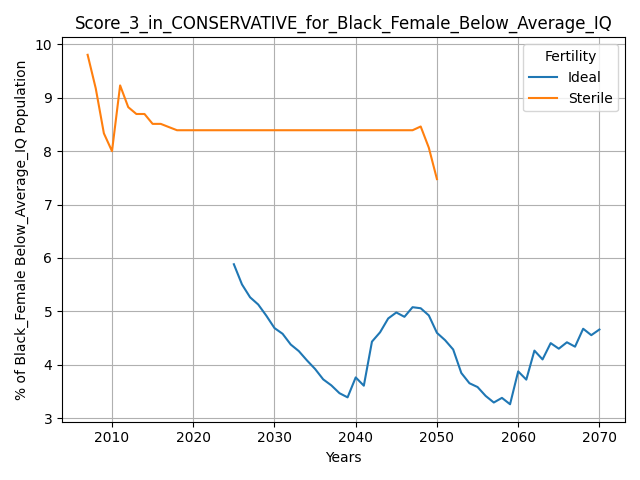 Score_3_in_CONSERVATIVE_for_Black_Female_Below_Average_IQ
Fertility
Ideal
Sterile
% of Black_Female Below_Average_IQ Population
10
9
8
7
6
5
4
3
2010 2020 2030 2040 2050 2060 2070
Years